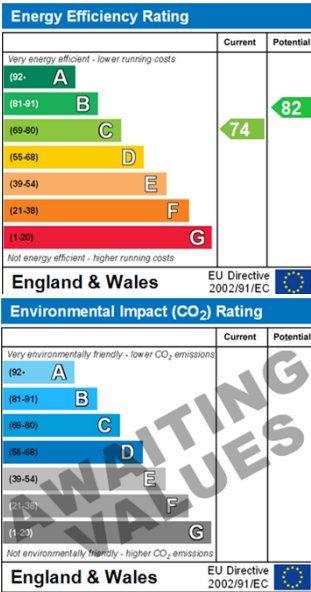 Energy Efficiency Rating
Current Potential
Very energy efficient - lower running costs
(92- A
(81-91) B
(69-80) C
(55-68) D
(39-54) E
(21-38) F
(1-20) G
74
82
Not energy efficient - higher running costs
England & Wales
EU Directive
2002/91/EC
Environmental Impact (CO₂) Rating
Current Potential
Very environmentally friendly - lower CO₂ emissions
(92- A
(81-91) B
(69-80) C
(55-68) D
(39-54) E
(21-38) F
(1-20) G
AWAITING
VALUES
Not environmentally friendly - higher CO₂ emissions
England & Wales
EU Directive
2002/91/EC